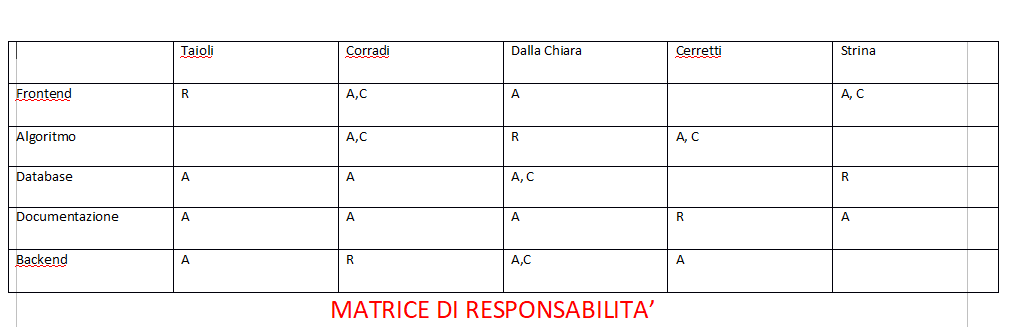 Taioli Corradi Dalla Chiara Cerretti Strina
Frontend R A,C A A, C
Algoritmo A,C R A, C
Database A A A, C R
Documentazione A A A R A
Backend A R A,C A
MATRICE DI RESPONSABILITA’